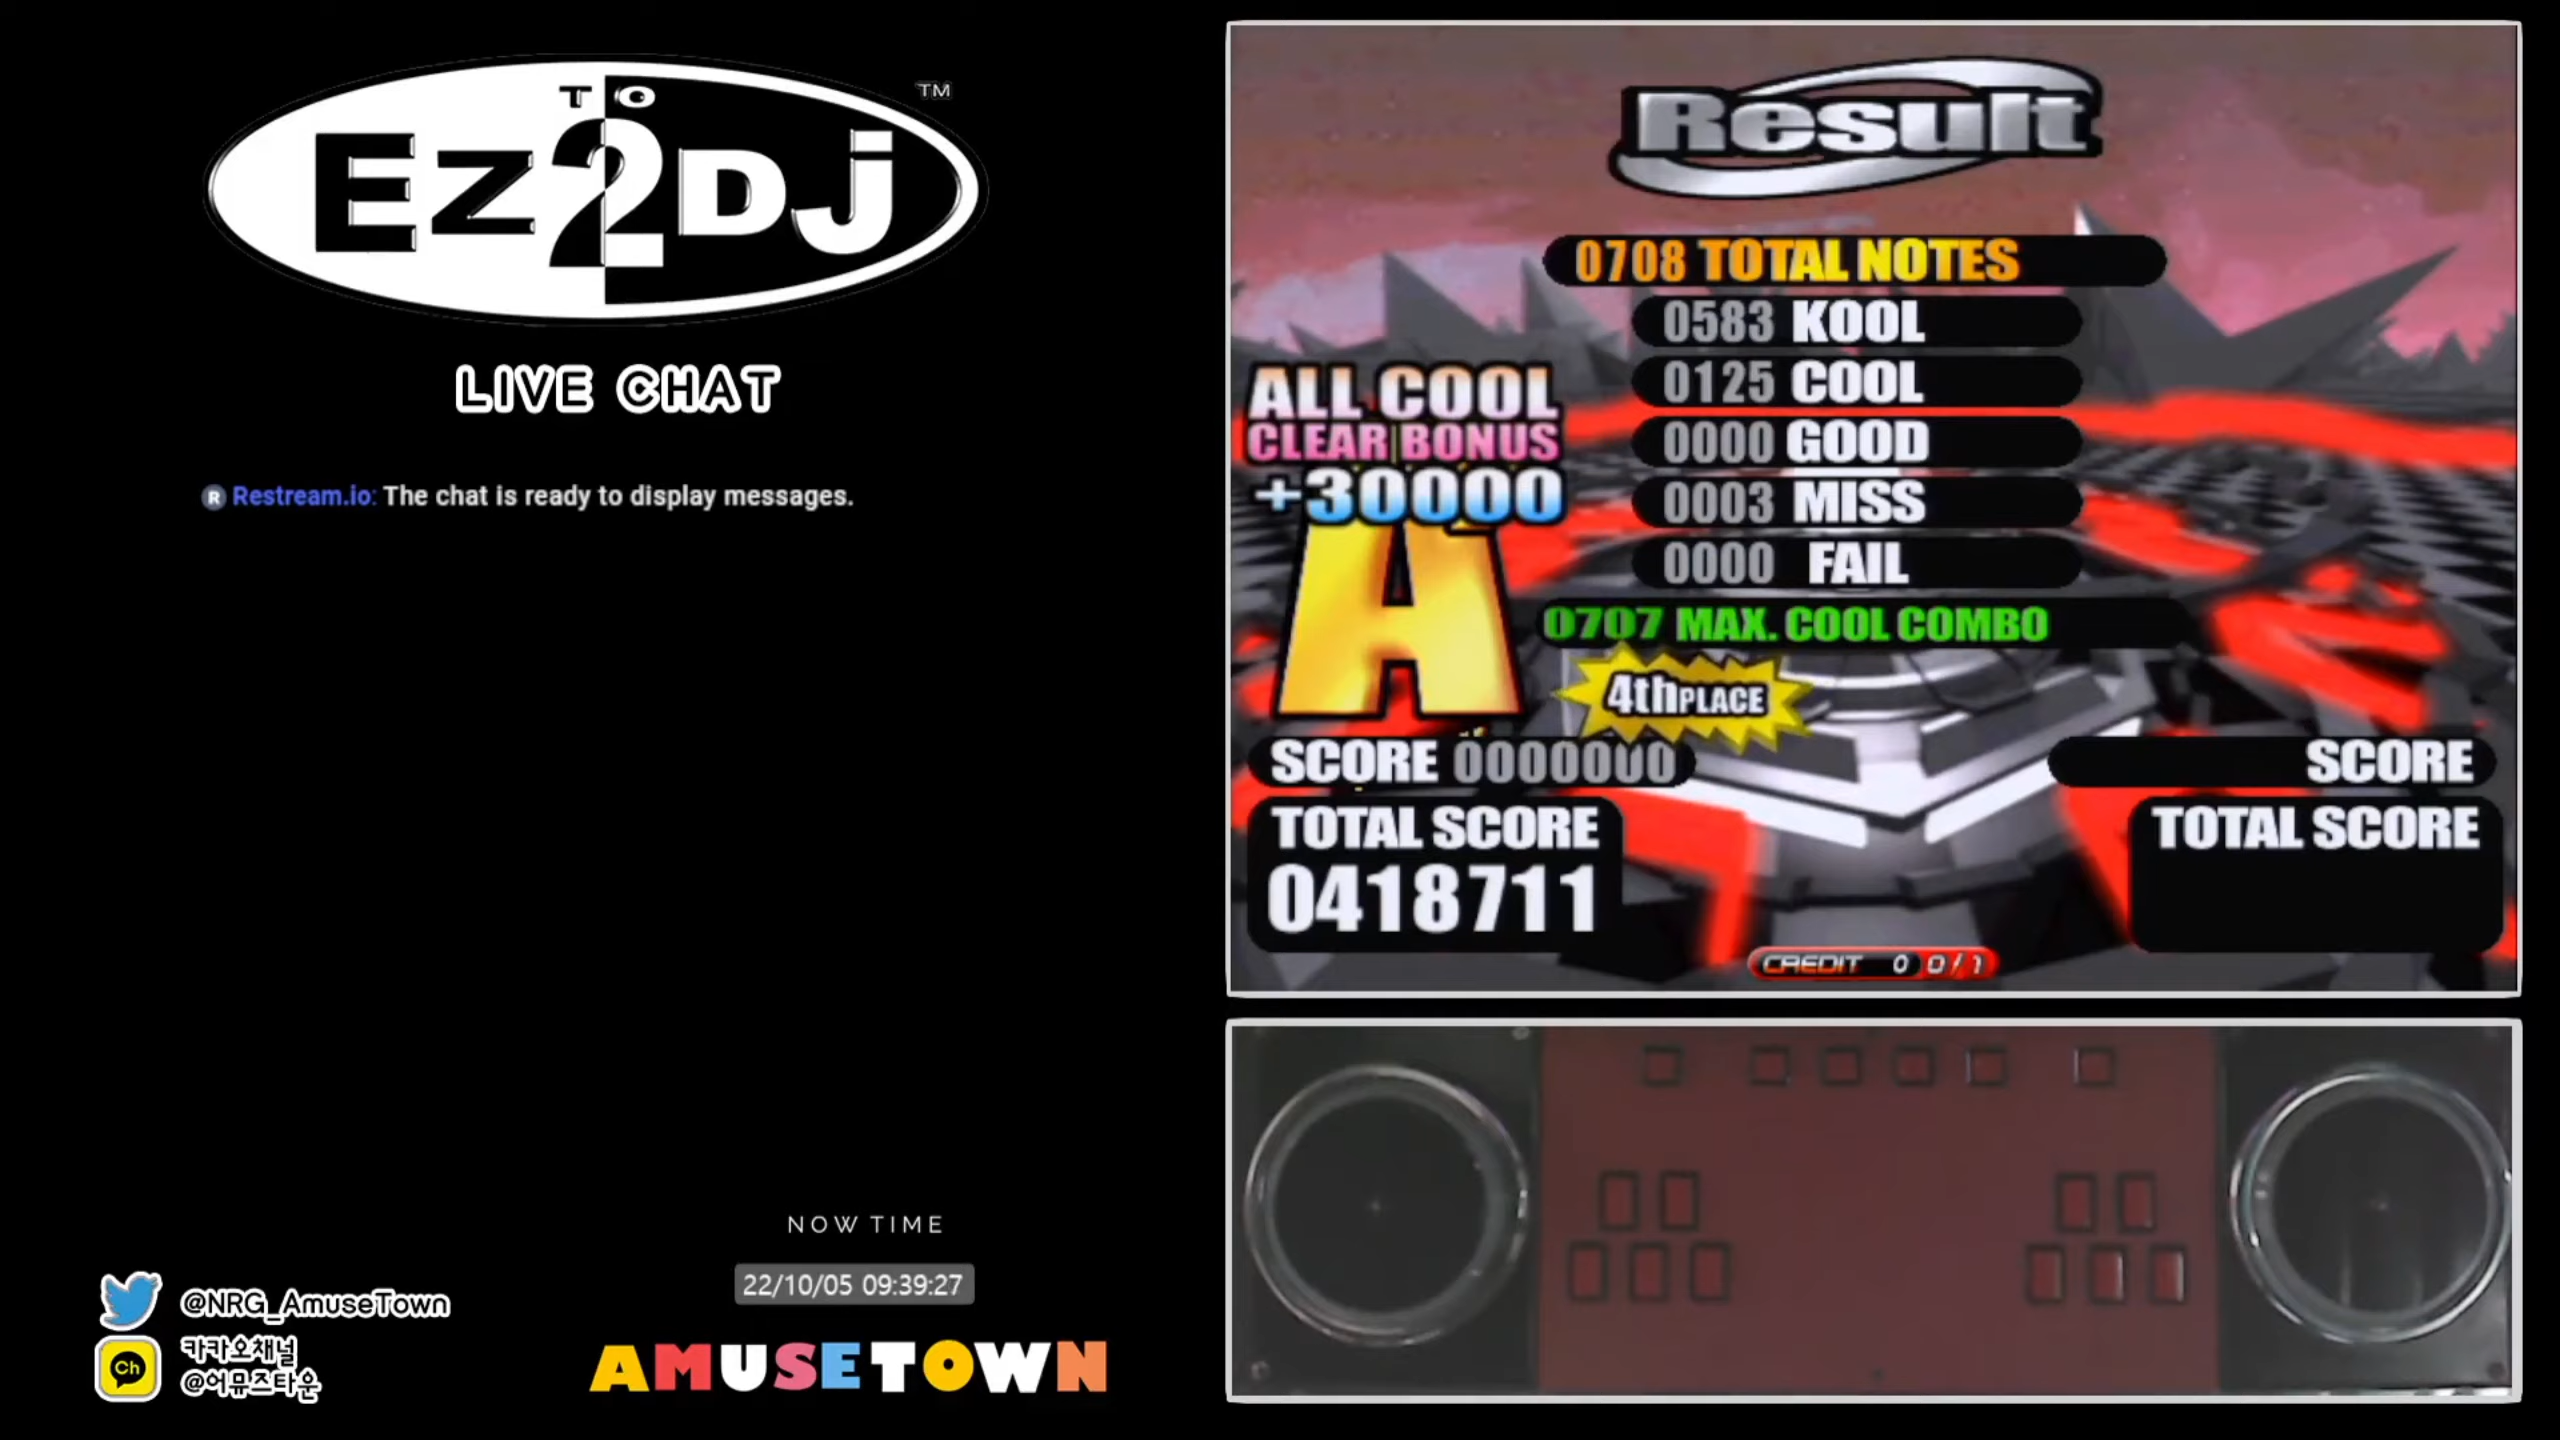 TO
EZ2DJ
TM
LIVE CHAT
Restream.io: The chat is ready to display messages.
NOW TIME
22/10/05 09:39:27
@NRG_AmuseTown
Ch
카카오채널
@어뮤즈타운
AMUSETOWN
Result
0708 TOTAL NOTES
0583 KOOL
0125 COOL
0000 GOOD
0003 MISS
0000 FAIL
0707 MAX. COOL COMBO
ALL COOL
CLEAR BONUS
+30000
A
4th PLACE
SCORE 0000000
TOTAL SCORE
0418711
SCORE
TOTAL SCORE
CREDIT 0 0/1